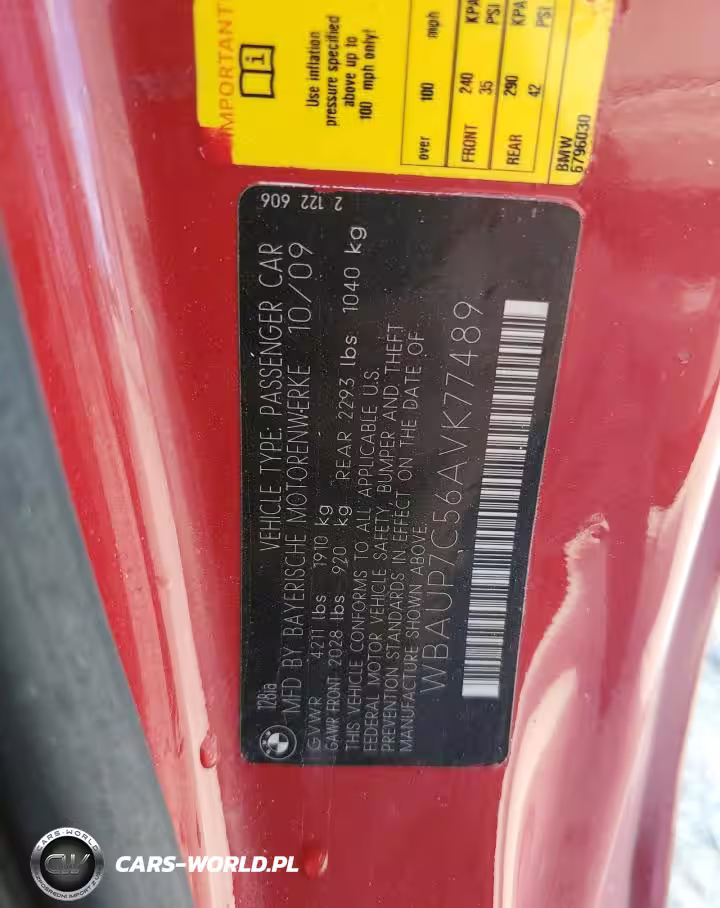 IMPORTANT
Use inflation
pressure specified
above up to
100 mph only!
over 100 mph
FRONT 240 KPA
35 PSI
REAR 290 KPA
42 PSI
BMW
6796030
2 122 606
128ia VEHICLE TYPE: PASSENGER CAR
MFD BY BAYERISCHE MOTORENWERKE 10/09
GVWR 4211 lbs 1910 kg
GAWR FRONT 2028 lbs 920 kg REAR 2293 lbs 1040 kg
THIS VEHICLE CONFORMS TO ALL APPLICABLE U.S.
FEDERAL MOTOR VEHICLE SAFETY, BUMPER AND THEFT
PREVENTION STANDARDS IN EFFECT ON THE DATE OF
MANUFACTURE SHOWN ABOVE.
WBAUP7C56AVK77489
CARS-WORLD
CW
CARS-WORLD.PL